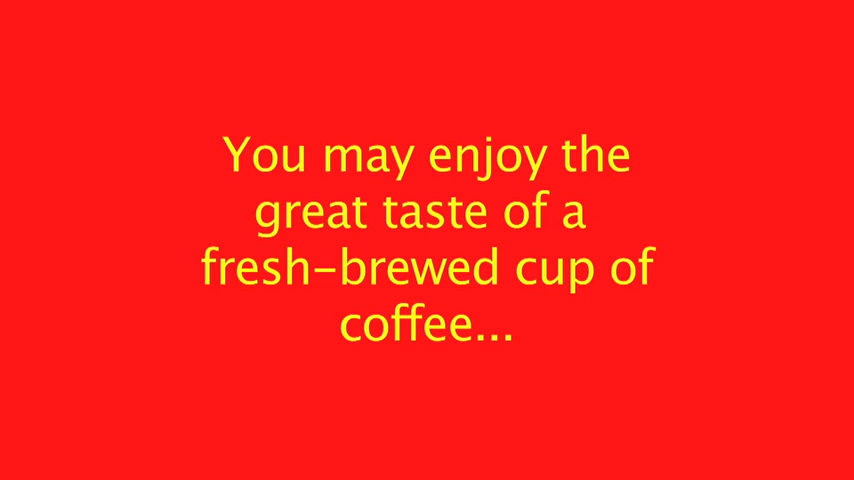 You may enjoy the
great taste of a
fresh-brewed cup of
coffee...